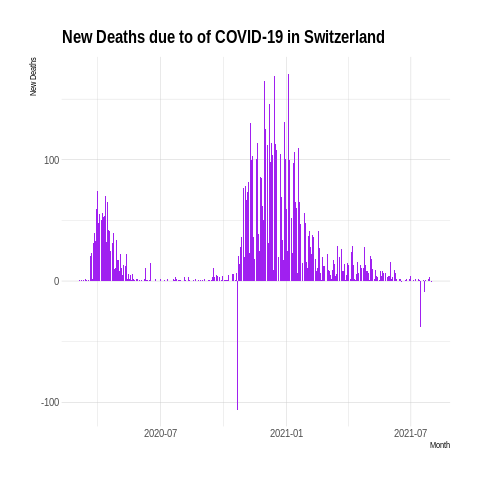 New Deaths due to of COVID-19 in Switzerland
New Deaths
100
0
-100
2020-07
2021-01
2021-07
Month